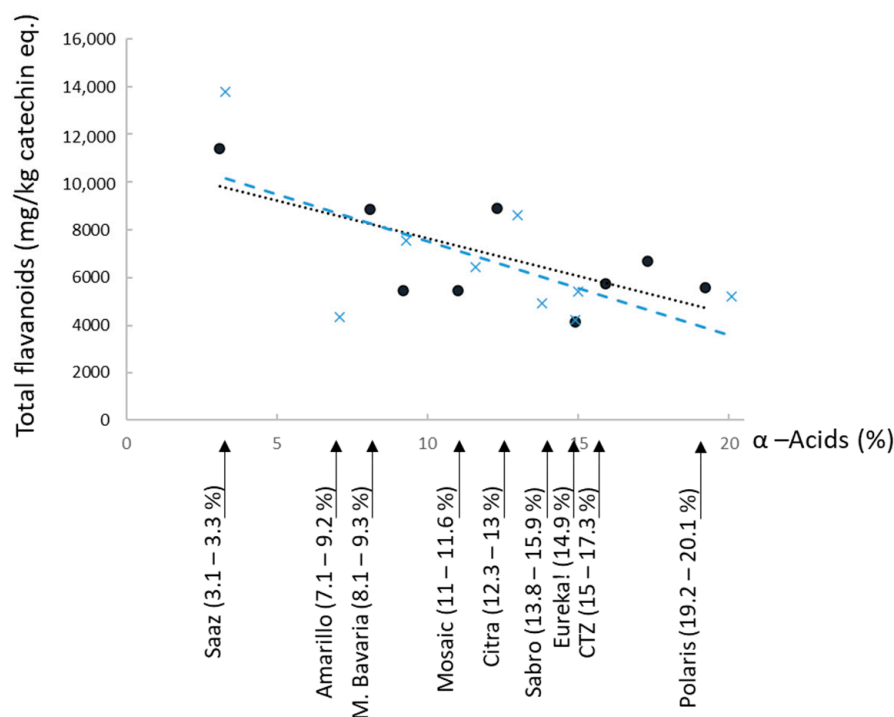 Total flavanoids (mg/kg catechin eq.)
16,000
14,000
12,000
10,000
8000
6000
4000
2000
0
0
5
10
15
20
α –Acids (%)
Saaz (3.1 – 3.3 %)
Amarillo (7.1 – 9.2 %)
M. Bavaria (8.1 – 9.3 %)
Mosaic (11 – 11.6 %)
Citra (12.3 – 13 %)
Sabro (13.8 – 15.9 %)
Eureka! (14.9 %)
CTZ (15 – 17.3 %)
Polaris (19.2 – 20.1 %)